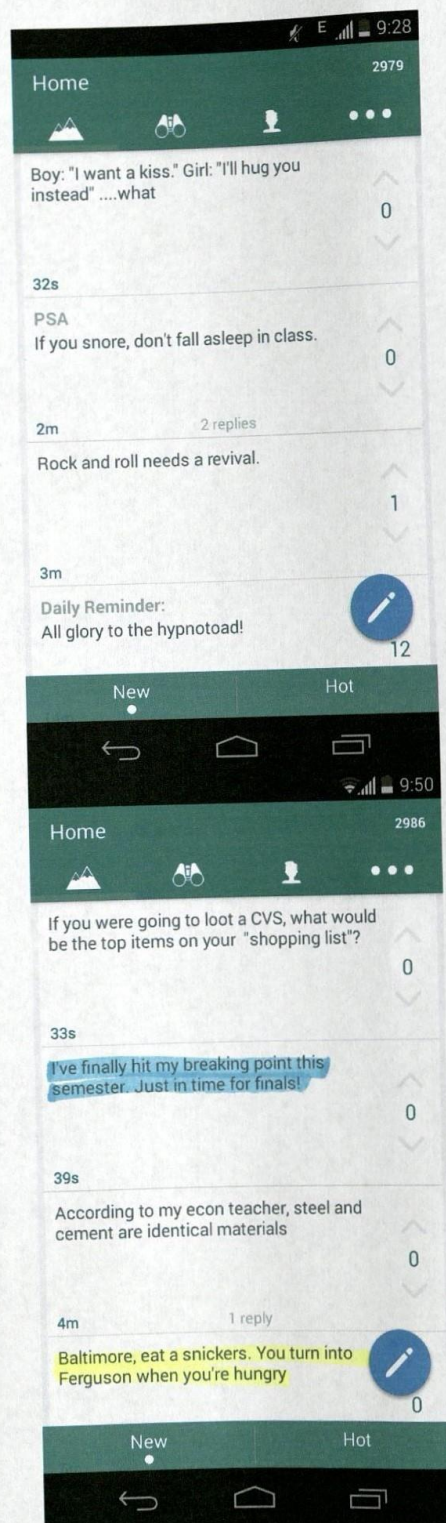 E 9:28
Home 2979
Boy: "I want a kiss." Girl: "I'll hug you
instead" ....what
0
32s
PSA
If you snore, don't fall asleep in class.
0
2m 2 replies
Rock and roll needs a revival.
1
3m
Daily Reminder:
All glory to the hypnotoad!
12
New Hot
9:50
Home 2986
If you were going to loot a CVS, what would
be the top items on your "shopping list"?
0
33s
I've finally hit my breaking point this
semester. Just in time for finals!
0
39s
According to my econ teacher, steel and
cement are identical materials
0
4m 1 reply
Baltimore, eat a snickers. You turn into
Ferguson when you're hungry
0
New Hot